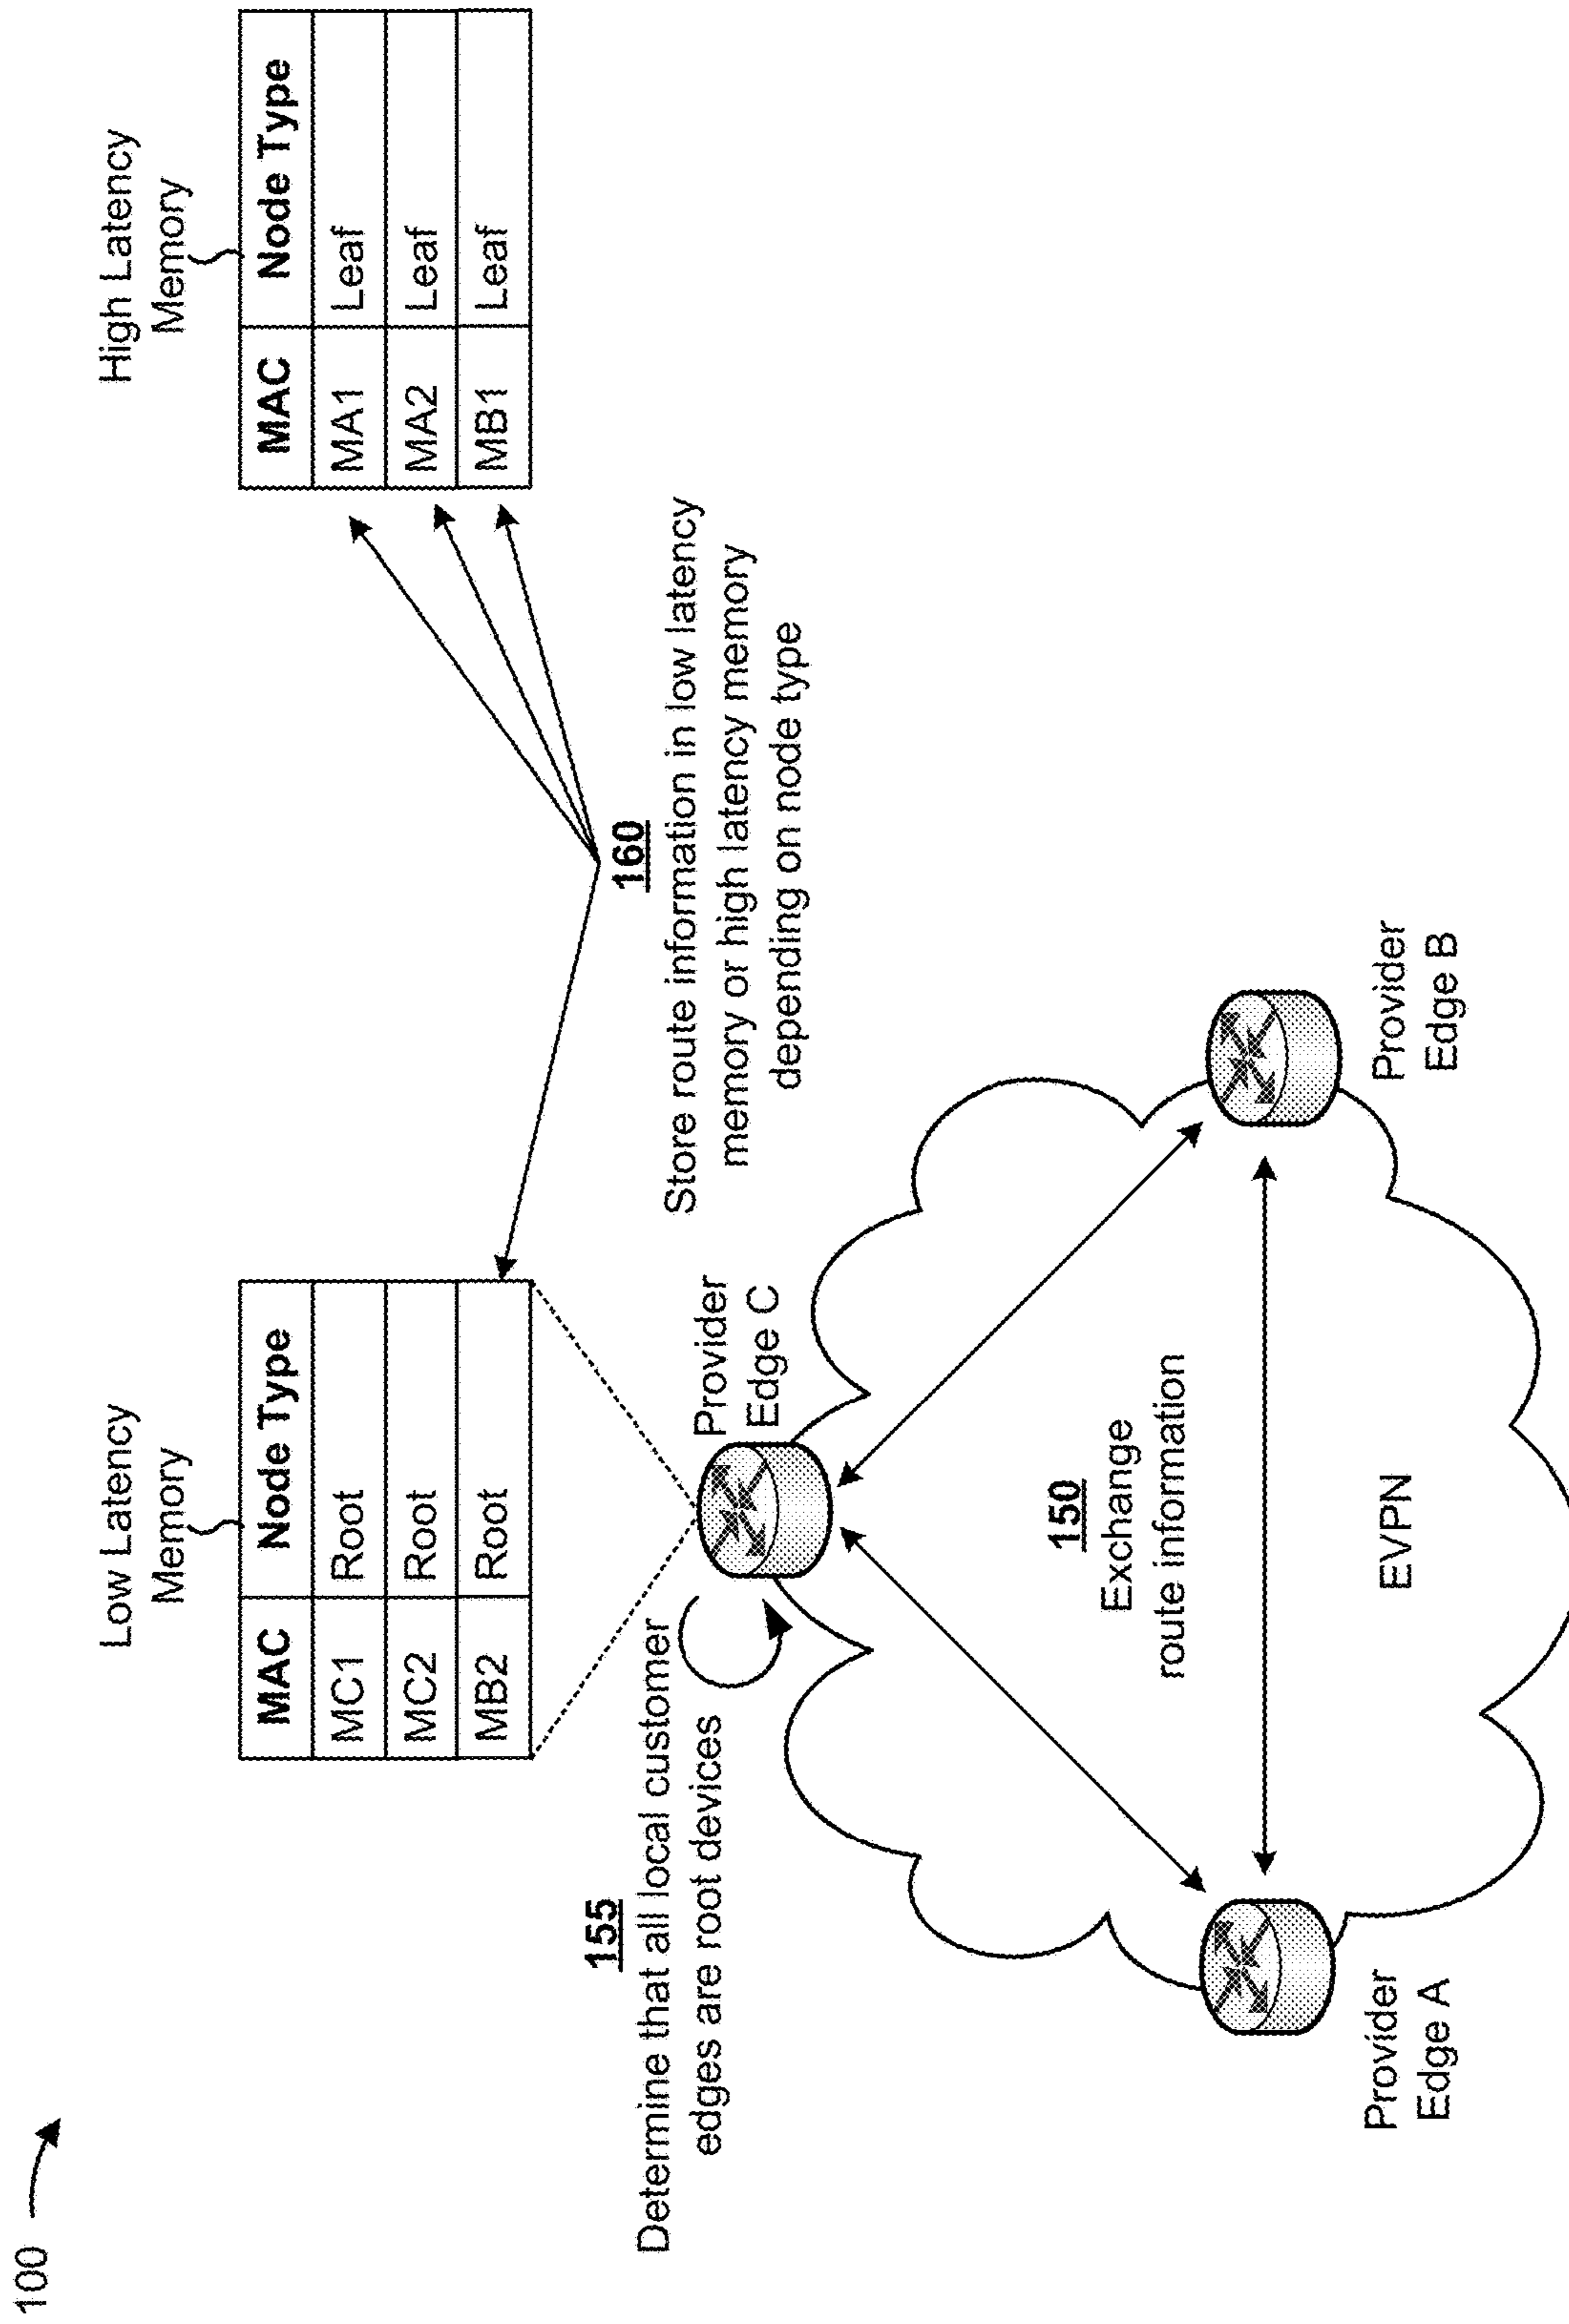 100
Low Latency
Memory
MAC Node Type
MC1 Root
MC2 Root
MB2 Root
High Latency
Memory
MAC Node Type
MA1 Leaf
MA2 Leaf
MB1 Leaf
155
Determine that all local customer
edges are root devices
Provider
Edge C
160
Store route information in low latency
memory or high latency memory
depending on node type
150
Exchange
route information
EVPN
Provider
Edge A
Provider
Edge B